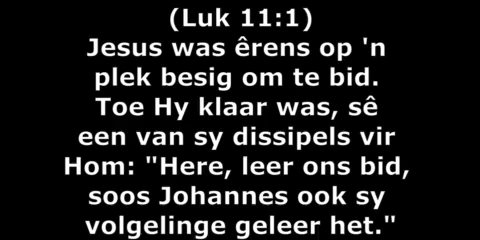 (Luk 11:1)
Jesus was êrens op 'n
plek besig om te bid.
Toe Hy klaar was, sê
een van sy dissipels vir
Hom: "Here, leer ons bid,
soos Johannes ook sy
volgelinge geleer het."